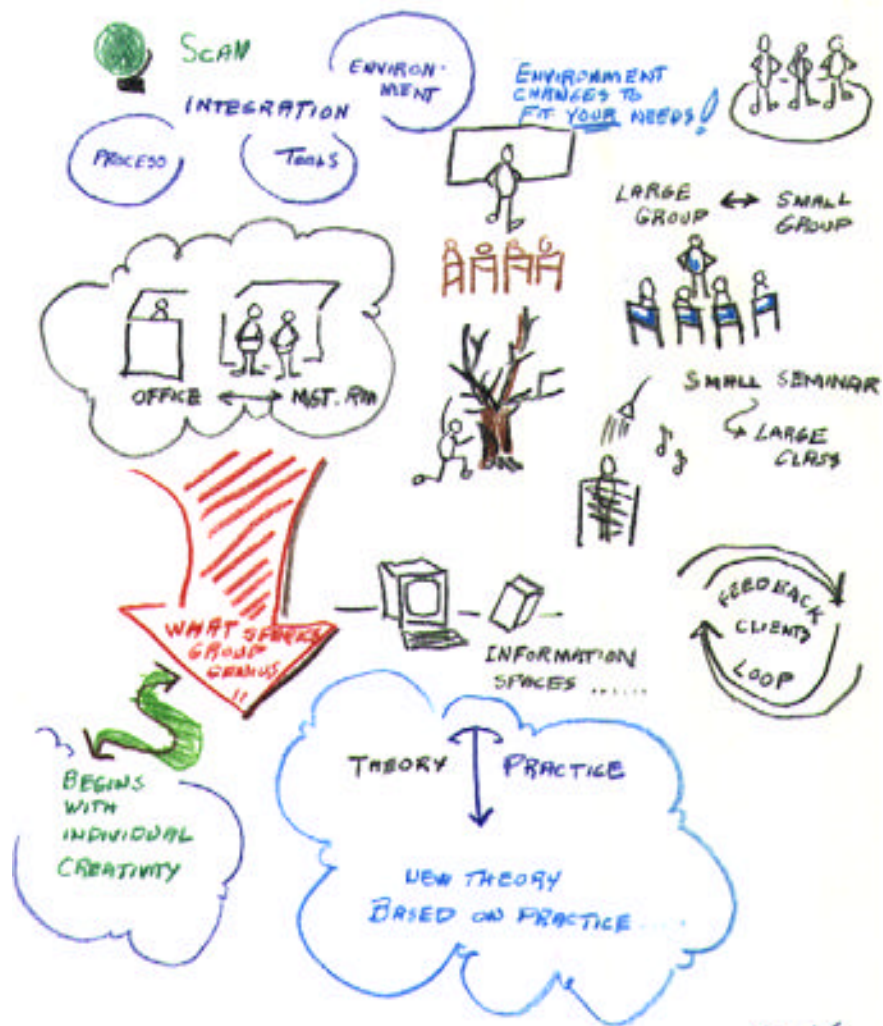 SCAN
ENVIRON-
MENT
INTEGRATION
PROCESS
TOOLS
ENVIRONMENT
CHANGES TO
FIT YOUR NEEDS!
LARGE
GROUP ↔ SMALL
GROUP
OFFICE ↔ MGT. RM
SMALL SEMINAR
LARGE
CLASS
WHAT SPARKS
GROUP
GENIUS
!!
INFORMATION
SPACES ......
FEEDBACK
CLIENTS
LOOP
BEGINS
WITH
INDIVIDUAL
CREATIVITY
THEORY PRACTICE
NEW THEORY
BASED ON PRACTICE....